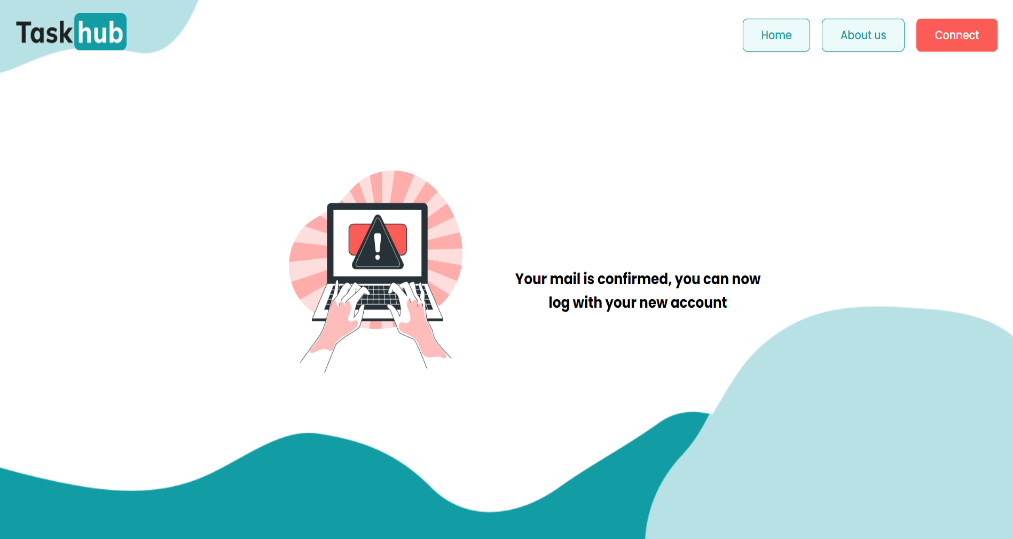 Taskhub
Home
About us
Connect
!
Your mail is confirmed, you can now
log with your new account